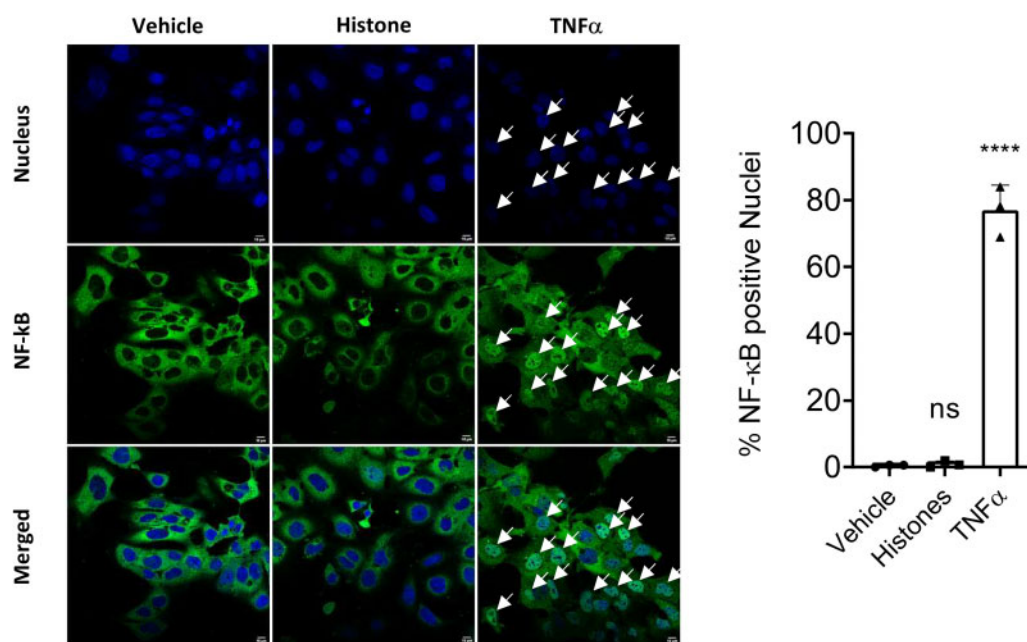 Vehicle
Histone
TNFα
Nucleus
NF-kB
Merged
% NF-κB positive Nuclei
100
80
60
40
20
0
ns
****
Vehicle
Histones
TNFα